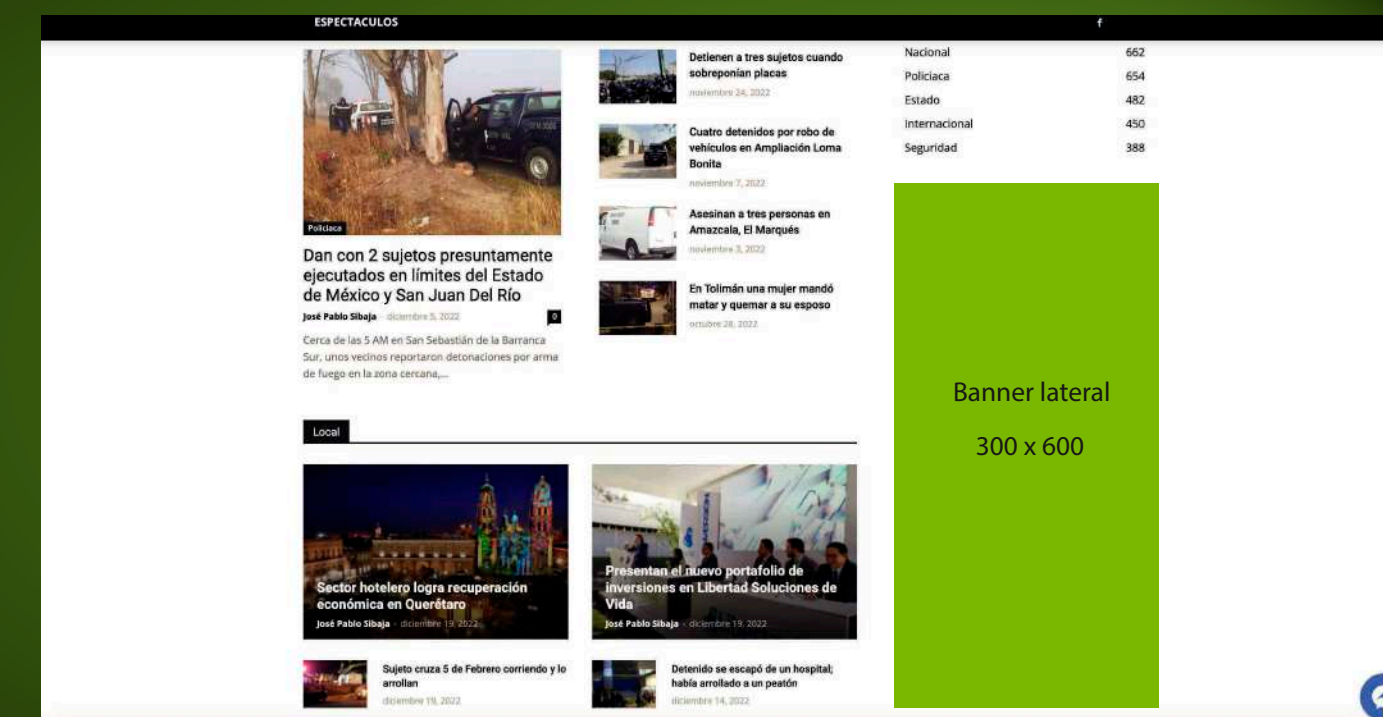 ESPECTACULOS
f
Policiaca
Dan con 2 sujetos presuntamente
ejecutados en límites del Estado
de México y San Juan Del Río
José Pablo Sibaja - diciembre 5, 2022
0
Cerca de las 5 AM en San Sebastián de la Barranca
Sur, unos vecinos reportaron detonaciones por arma
de fuego en la zona cercana,...
Detienen a tres sujetos cuando
sobreponían placas
noviembre 24, 2022
Cuatro detenidos por robo de
vehículos en Ampliación Loma
Bonita
noviembre 7, 2022
Asesinan a tres personas en
Amazcala, El Marqués
noviembre 3, 2022
En Tolimán una mujer mandó
matar y quemar a su esposo
octubre 28, 2022
Nacional 662
Policiaca 654
Estado 482
Internacional 450
Seguridad 388
Banner lateral
300 x 600
Local
Sector hotelero logra recuperación
económica en Querétaro
José Pablo Sibaja - diciembre 19, 2022
Presentan el nuevo portafolio de
inversiones en Libertad Soluciones de
Vida
José Pablo Sibaja - diciembre 19, 2022
Sujeto cruza 5 de Febrero corriendo y lo
arrollan
diciembre 19, 2022
Detenido se escapó de un hospital;
había arrollado a un peatón
diciembre 14, 2022